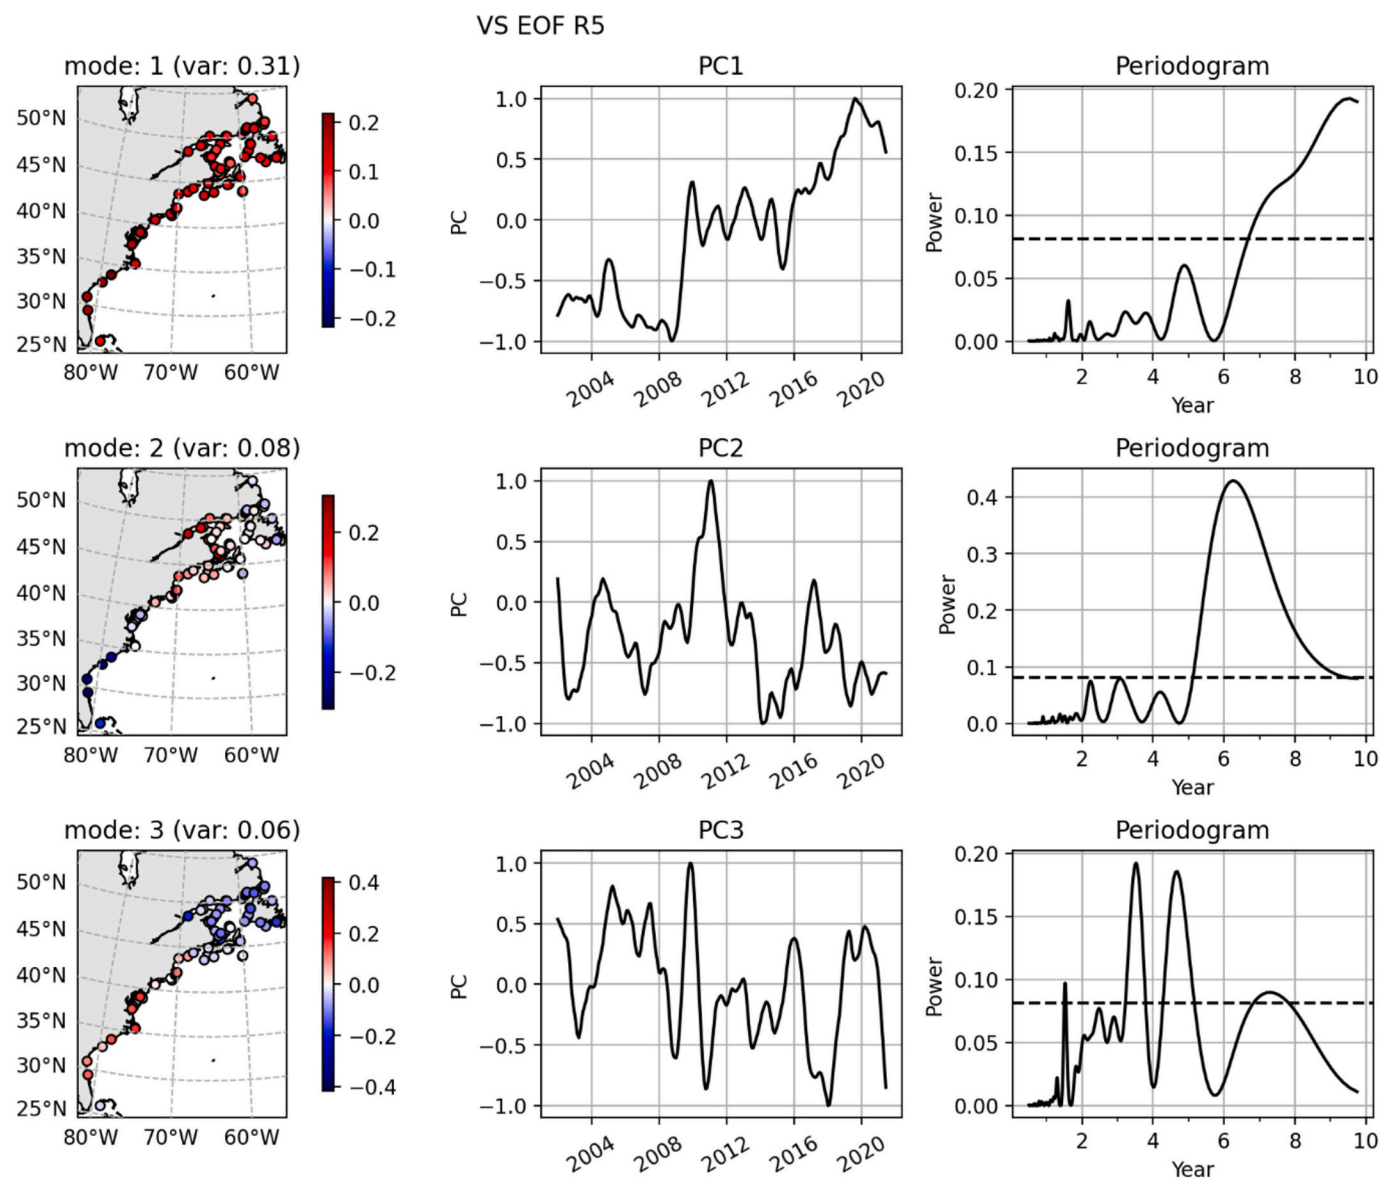 VS EOF R5
mode: 1 (var: 0.31)
50°N
45°N
40°N
35°N
30°N
25°N
80°W 70°W 60°W
0.2
0.1
0.0
−0.1
−0.2
PC1
PC
1.0
0.5
0.0
−0.5
−1.0
2004 2008 2012 2016 2020
Periodogram
Power
0.20
0.15
0.10
0.05
0.00
2 4 6 8 10
Year
mode: 2 (var: 0.08)
50°N
45°N
40°N
35°N
30°N
25°N
80°W 70°W 60°W
0.2
0.0
−0.2
PC2
PC
1.0
0.5
0.0
−0.5
−1.0
2004 2008 2012 2016 2020
Periodogram
Power
0.4
0.3
0.2
0.1
0.0
2 4 6 8 10
Year
mode: 3 (var: 0.06)
50°N
45°N
40°N
35°N
30°N
25°N
80°W 70°W 60°W
0.4
0.2
0.0
−0.2
−0.4
PC3
PC
1.0
0.5
0.0
−0.5
−1.0
2004 2008 2012 2016 2020
Periodogram
Power
0.20
0.15
0.10
0.05
0.00
2 4 6 8 10
Year